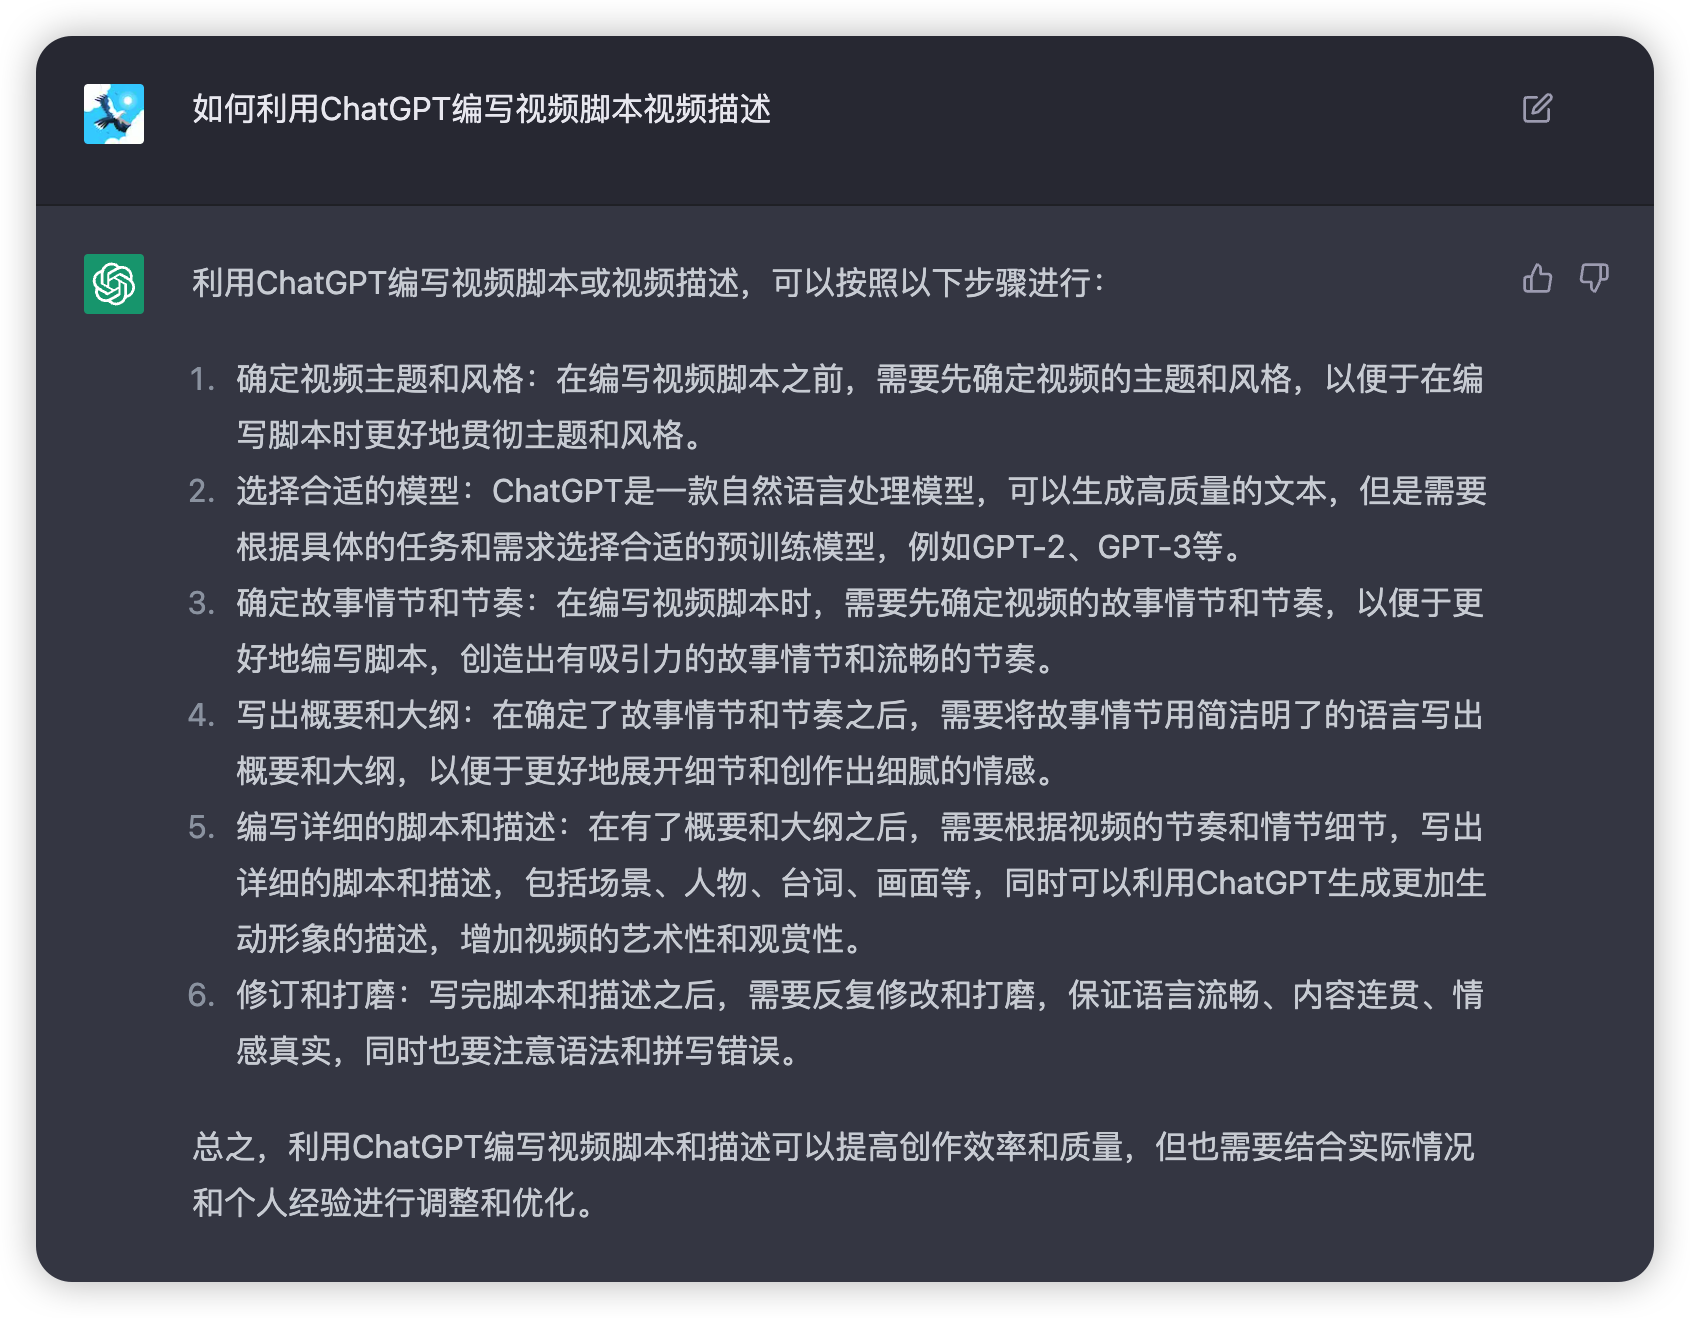 如何利用ChatGPT编写视频脚本视频描述
利用ChatGPT编写视频脚本或视频描述，可以按照以下步骤进行：
1. 确定视频主题和风格：在编写视频脚本之前，需要先确定视频的主题和风格，以便于在编
写脚本时更好地贯彻主题和风格。
2. 选择合适的模型：ChatGPT是一款自然语言处理模型，可以生成高质量的文本，但是需要
根据具体的任务和需求选择合适的预训练模型，例如GPT-2、GPT-3等。
3. 确定故事情节和节奏：在编写视频脚本时，需要先确定视频的故事情节和节奏，以便于更
好地编写脚本，创造出有吸引力的故事情节和流畅的节奏。
4. 写出概要和大纲：在确定了故事情节和节奏之后，需要将故事情节用简洁明了的语言写出
概要和大纲，以便于更好地展开细节和创作出细腻的情感。
5. 编写详细的脚本和描述：在有了概要和大纲之后，需要根据视频的节奏和情节细节，写出
详细的脚本和描述，包括场景、人物、台词、画面等，同时可以利用ChatGPT生成更加生
动形象的描述，增加视频的艺术性和观赏性。
6. 修订和打磨：写完脚本和描述之后，需要反复修改和打磨，保证语言流畅、内容连贯、情
感真实，同时也要注意语法和拼写错误。
总之，利用ChatGPT编写视频脚本和描述可以提高创作效率和质量，但也需要结合实际情况
和个人经验进行调整和优化。